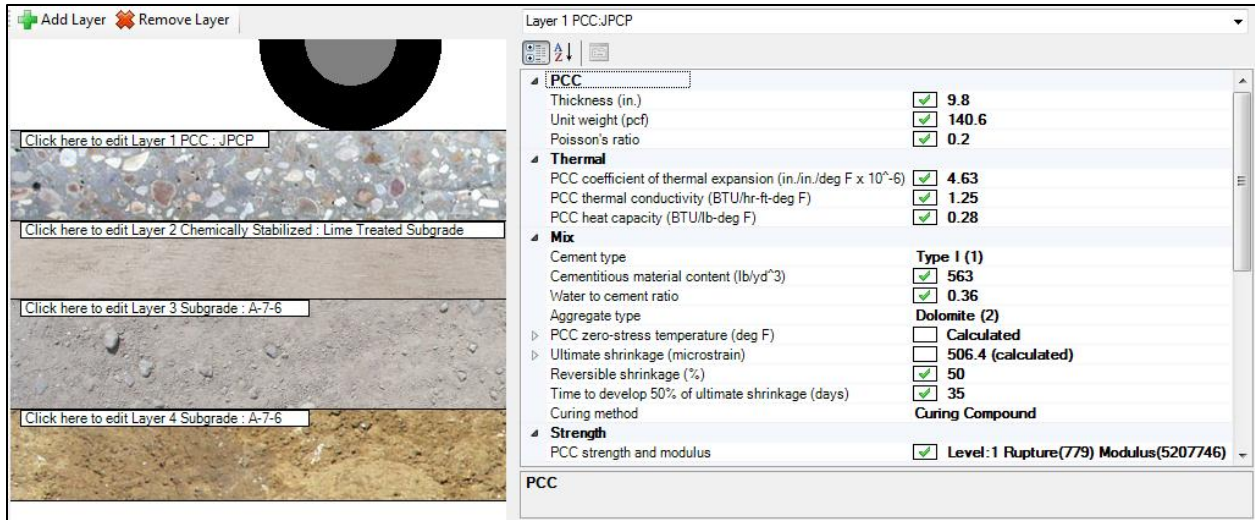 Add Layer Remove Layer
Click here to edit Layer 1 PCC : JPCP
Click here to edit Layer 2 Chemically Stabilized : Lime Treated Subgrade
Click here to edit Layer 3 Subgrade : A-7-6
Click here to edit Layer 4 Subgrade : A-7-6
Layer 1 PCC:JPCP
PCC
Thickness (in.) 9.8
Unit weight (pcf) 140.6
Poisson's ratio 0.2
Thermal
PCC coefficient of thermal expansion (in./in./deg F x 10^-6) 4.63
PCC thermal conductivity (BTU/hr-ft-deg F) 1.25
PCC heat capacity (BTU/lb-deg F) 0.28
Mix
Cement type Type I (1)
Cementitious material content (lb/yd^3) 563
Water to cement ratio 0.36
Aggregate type Dolomite (2)
PCC zero-stress temperature (deg F) Calculated
Ultimate shrinkage (microstrain) 506.4 (calculated)
Reversible shrinkage (%) 50
Time to develop 50% of ultimate shrinkage (days) 35
Curing method Curing Compound
Strength
PCC strength and modulus Level:1 Rupture(779) Modulus(5207746)
PCC